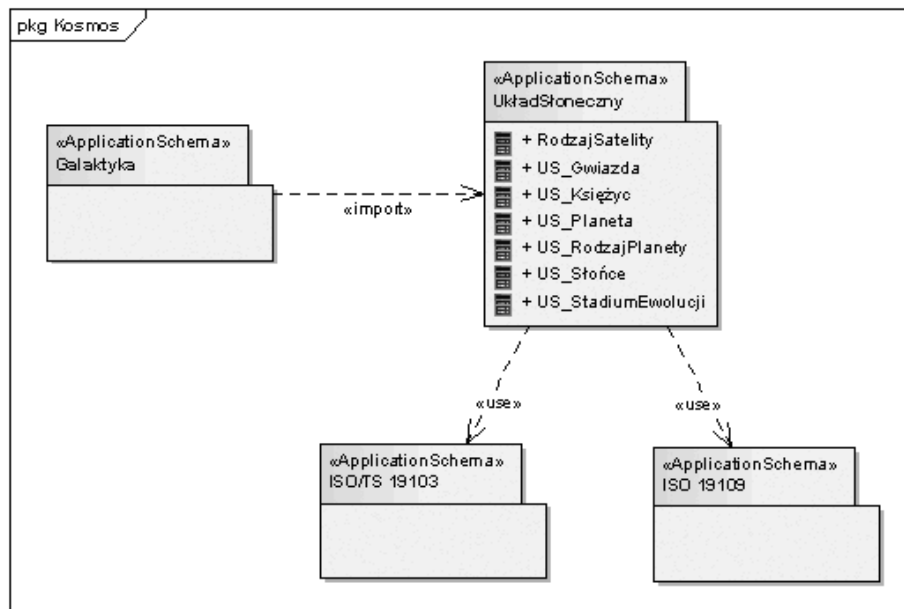 pkg Kosmos
«ApplicationSchema»
UkładSłoneczny
+ RodzajSatelity
+ US_Gwiazda
+ US_Księżyc
+ US_Planeta
+ US_RodzajPlanety
+ US_Słońce
+ US_StadiumEwolucji
«ApplicationSchema»
Galaktyka
«import»
«use»
«use»
«ApplicationSchema»
ISO/TS 19103
«ApplicationSchema»
ISO 19109